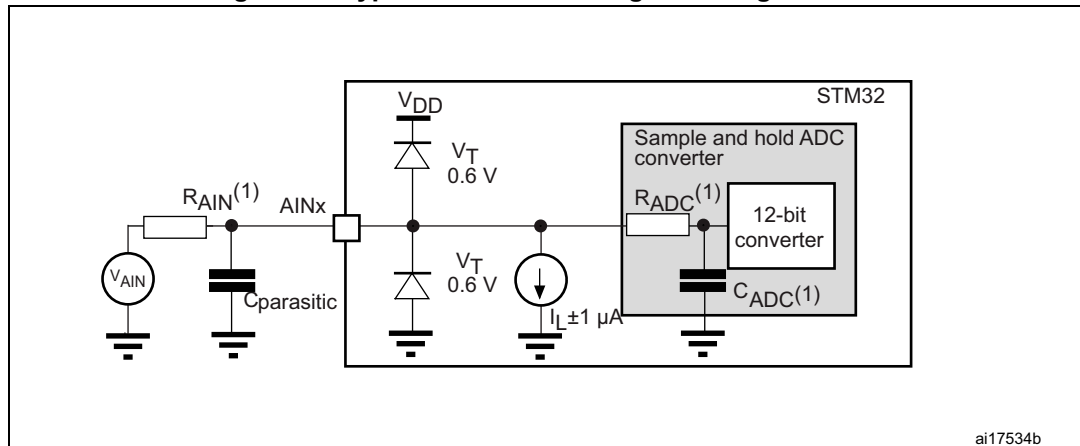 STM32
VDD
VT
0.6 V
Sample and hold ADC
converter
RAIN(1)
AINx
RADC(1)
12-bit
converter
VAIN
Cparasitic
VT
0.6 V
IL±1 µA
CADC(1)
ai17534b